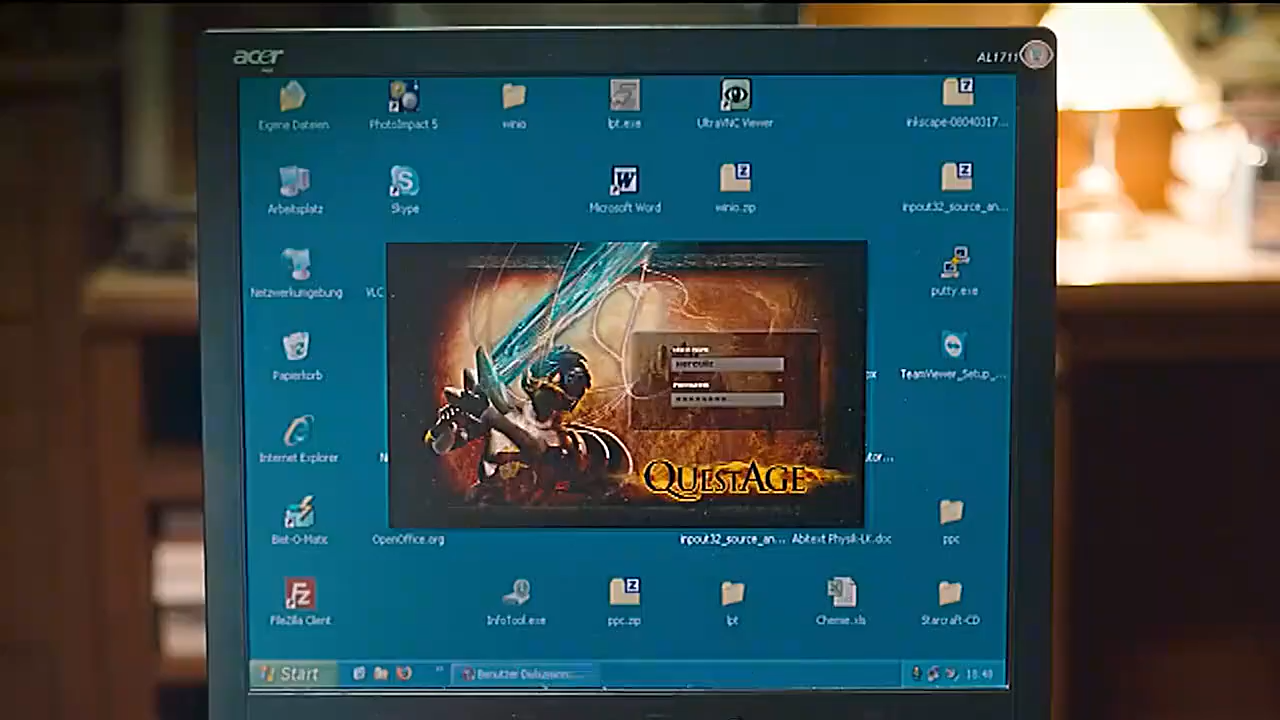 acer
AL1711
Eigene Dateien
PhotoImpact 5
winio
lpt.exe
UltraVNC Viewer
inkscape-08040317...
Arbeitsplatz
Skype
Microsoft Word
winio.zip
inpout32_source_an...
Netzwerkumgebung
VLC
putty.exe
Papierkorb
TeamViewer_Setup_...
Internet Explorer
QUESTAGE
Biet-O-Matic
OpenOffice.org
inpout32_source_an...
Abitext Physik-LK.doc
ppc
FileZilla Client
InfoTool.exe
ppc.zip
lpt
Chemie.xls
Starcraft-CD
Start
18:48